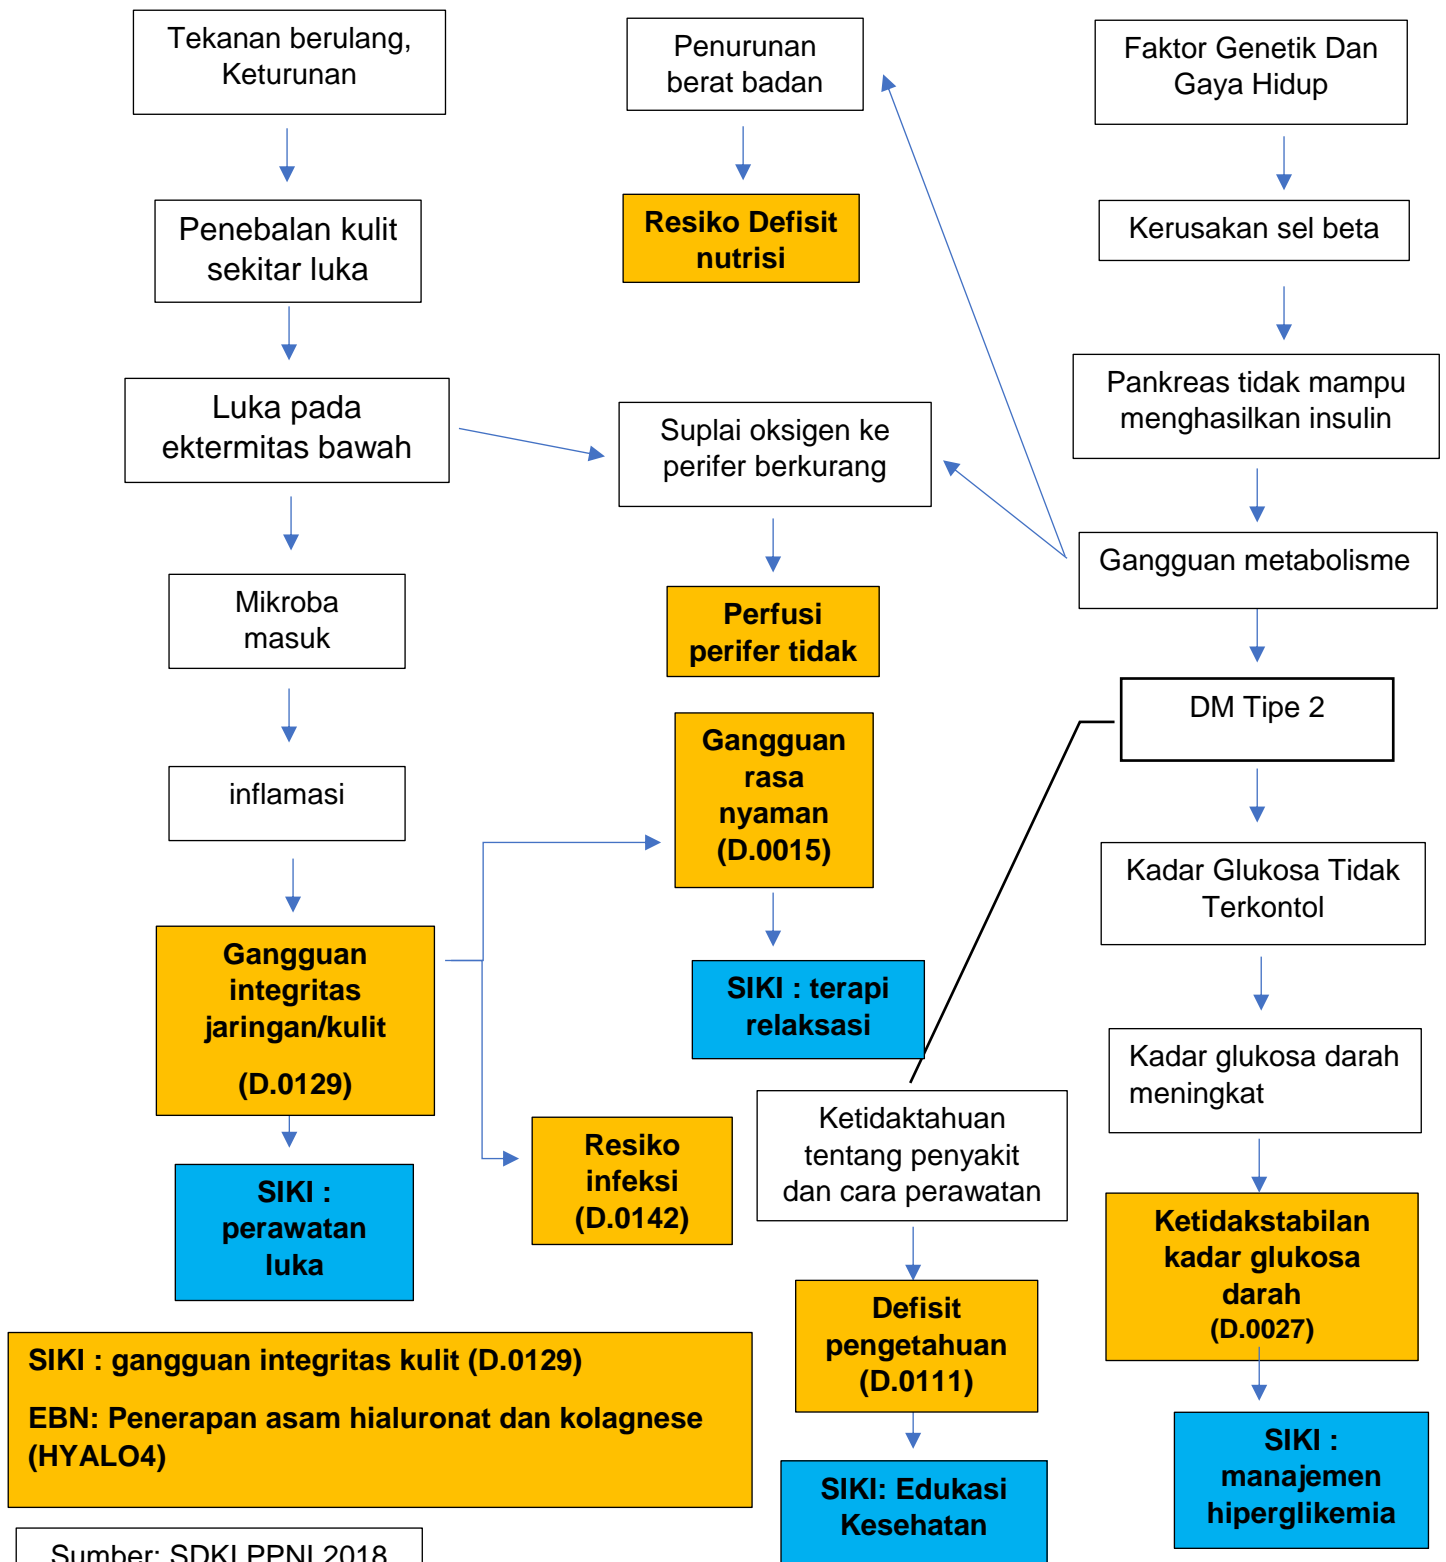 Tekanan berulang,
Keturunan
Penurunan
berat badan
Faktor Genetik Dan
Gaya Hidup
Penebalan kulit
sekitar luka
Resiko Defisit
nutrisi
Kerusakan sel beta
Luka pada
ektermitas bawah
Suplai oksigen ke
perifer berkurang
Pankreas tidak mampu
menghasilkan insulin
Gangguan metabolisme
Mikroba
masuk
Perfusi
perifer tidak
DM Tipe 2
inflamasi
Gangguan
rasa
nyaman
(D.0015)
Kadar Glukosa Tidak
Terkontol
Gangguan
integritas
jaringan/kulit
(D.0129)
SIKI : terapi
relaksasi
Kadar glukosa darah
meningkat
Ketidaktahuan
tentang penyakit
dan cara perawatan
Resiko
infeksi
(D.0142)
SIKI :
perawatan
luka
Ketidakstabilan
kadar glukosa
darah
(D.0027)
Defisit
pengetahuan
(D.0111)
SIKI : gangguan integritas kulit (D.0129)
EBN: Penerapan asam hialuronat dan kolagnese
(HYALO4)
SIKI: Edukasi
Kesehatan
SIKI :
manajemen
hiperglikemia
Sumber: SDKI PPNI 2018